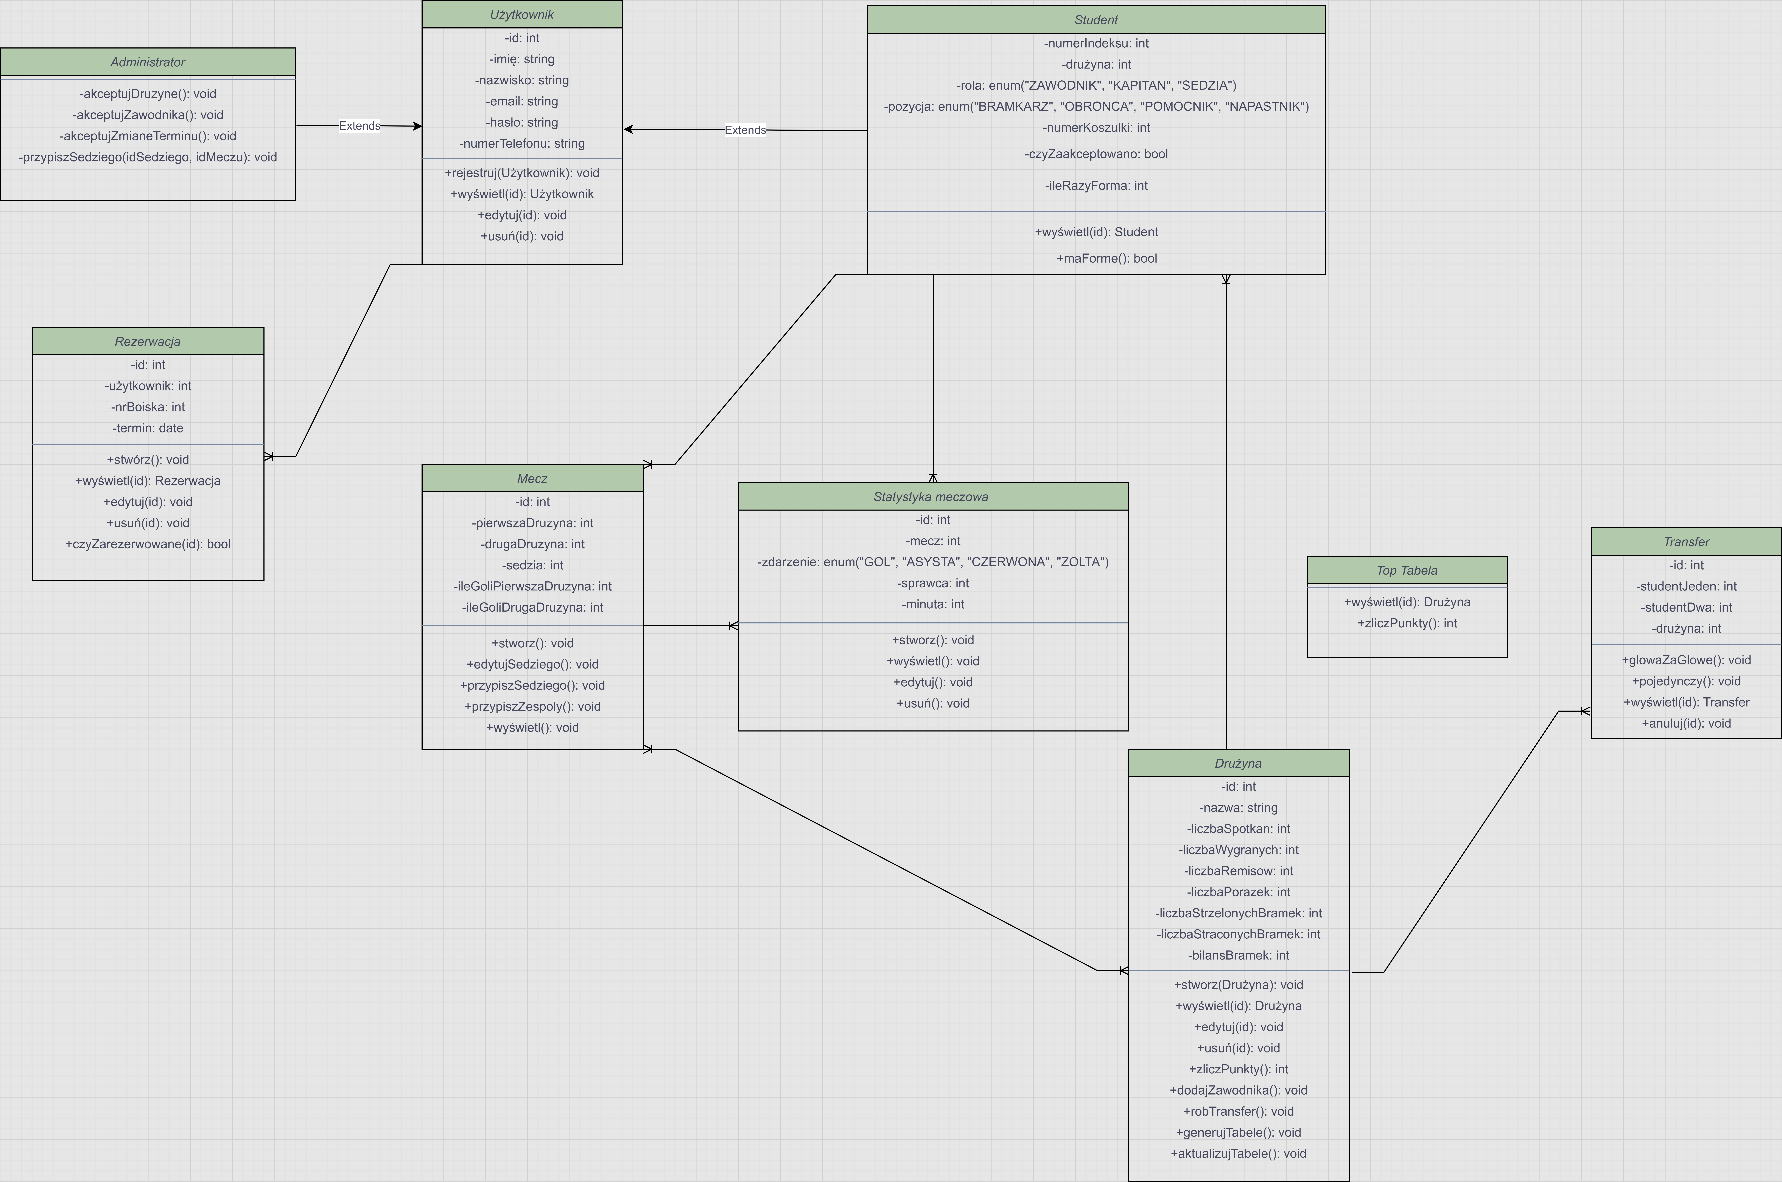 Administrator
-akceptujDruzyne(): void
-akceptujZawodnika(): void
-akceptujZmianeTerminu(): void
-przypiszSedziego(idSedziego, idMeczu): void
Extends
Użytkownik
-id: int
-imię: string
-nazwisko: string
-email: string
-hasło: string
-numerTelefonu: string
+rejestruj(Użytkownik): void
+wyświetl(id): Użytkownik
+edytuj(id): void
+usuń(id): void
Extends
Student
-numerIndeksu: int
-drużyna: int
-rola: enum("ZAWODNIK", "KAPITAN", "SEDZIA")
-pozycja: enum("BRAMKARZ", "OBRONCA", "POMOCNIK", "NAPASTNIK")
-numerKoszulki: int
-czyZaakceptowano: bool
-ileRazyForma: int
+wyświetl(id): Student
+maForme(): bool
Rezerwacja
-id: int
-użytkownik: int
-nrBoiska: int
-termin: date
+stwórz(): void
+wyświetl(id): Rezerwacja
+edytuj(id): void
+usuń(id): void
+czyZarezerwowane(id): bool
Mecz
-id: int
-pierwszaDruzyna: int
-drugaDruzyna: int
-sedzia: int
-ileGoliPierwszaDruzyna: int
-ileGoliDrugaDruzyna: int
+stworz(): void
+edytujSedziego(): void
+przypiszSedziego(): void
+przypiszZespoly(): void
+wyświetl(): void
Statystyka meczowa
-id: int
-mecz: int
-zdarzenie: enum("GOL", "ASYSTA", "CZERWONA", "ZOLTA")
-sprawca: int
-minuta: int
+stworz(): void
+wyświetl(): void
+edytuj(): void
+usuń(): void
Top Tabela
+wyświetl(id): Drużyna
+zliczPunkty(): int
Transfer
-id: int
-studentJeden: int
-studentDwa: int
-drużyna: int
+glowaZaGlowe(): void
+pojedynczy(): void
+wyświetl(id): Transfer
+anuluj(id): void
Drużyna
-id: int
-nazwa: string
-liczbaSpotkan: int
-liczbaWygranych: int
-liczbaRemisow: int
-liczbaPorazek: int
-liczbaStrzelonychBramek: int
-liczbaStraconychBramek: int
-bilansBramek: int
+stworz(Drużyna): void
+wyświetl(id): Drużyna
+edytuj(id): void
+usuń(id): void
+zliczPunkty(): int
+dodajZawodnika(): void
+robTransfer(): void
+generujTabele(): void
+aktualizujTabele(): void